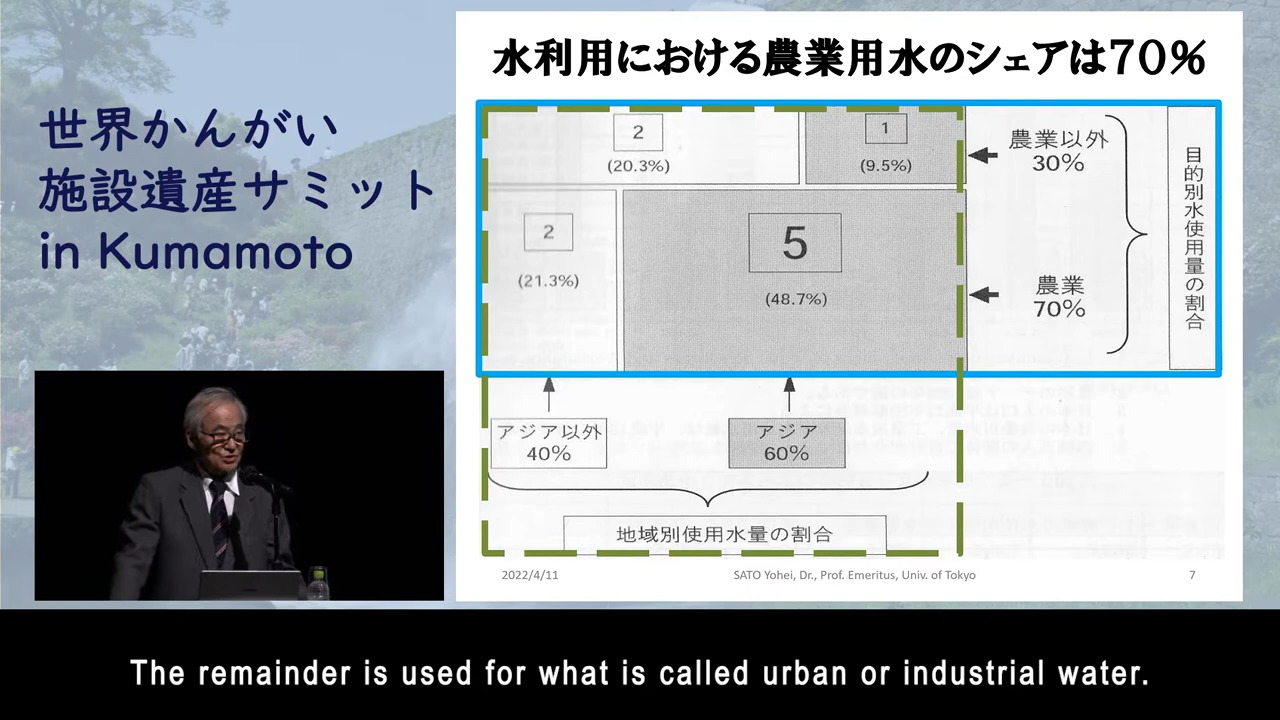 世界かんがい
施設遺産サミット
in Kumamoto
水利用における農業用水のシェアは70%
2
(20.3%)
1
(9.5%)
農業以外
30%
2
(21.3%)
5
(48.7%)
農業
70%
目的別水使用量の割合
アジア以外
40%
アジア
60%
地域別使用水量の割合
2022/4/11
SATO Yohei, Dr., Prof. Emeritus, Univ. of Tokyo
7
The remainder is used for what is called urban or industrial water.